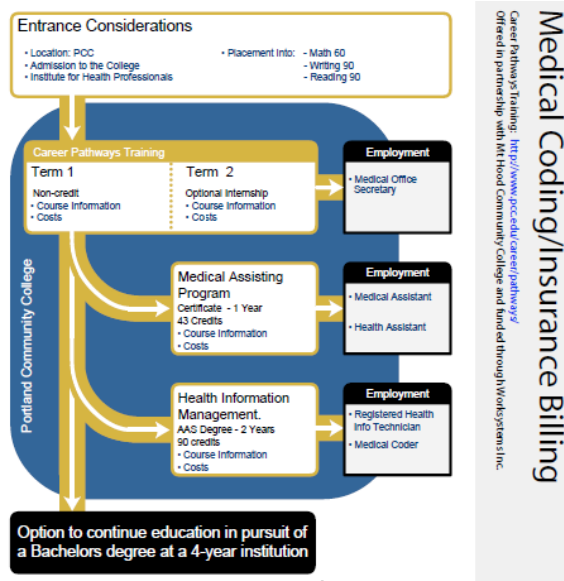 Entrance Considerations
• Location: PCC
• Admission to the College
• Institute for Health Professionals
• Placement Into: - Math 60
- Writing 90
- Reading 90
Career Pathways Training
Term 1
Non-credit
• Course Information
• Costs
Term 2
Optional Internship
• Course Information
• Costs
Employment
• Medical Office
Secretary
Medical Assisting
Program
Certificate - 1 Year
43 Credits
• Course Information
• Costs
Employment
• Medical Assistant
• Health Assistant
Health Information
Management.
AAS Degree - 2 Years
90 credits
• Course Information
• Costs
Employment
• Registered Health
Info Technician
• Medical Coder
Portland Community College
Option to continue education in pursuit of
a Bachelors degree at a 4-year institution
Medical Coding/Insurance Billing
Career Pathways Training: http://www.pcc.edu/career/pathways/
Offered in partnership with Mt Hood Community College and funded through Worksystems Inc.